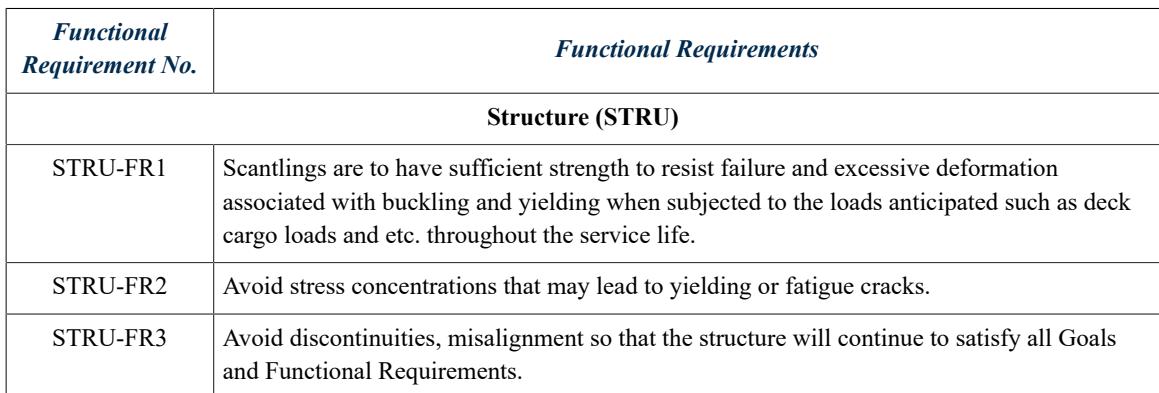 Functional
Requirement No.
Functional Requirements
Structure (STRU)
STRU-FR1
Scantlings are to have sufficient strength to resist failure and excessive deformation
associated with buckling and yielding when subjected to the loads anticipated such as deck
cargo loads and etc. throughout the service life.
STRU-FR2
Avoid stress concentrations that may lead to yielding or fatigue cracks.
STRU-FR3
Avoid discontinuities, misalignment so that the structure will continue to satisfy all Goals
and Functional Requirements.